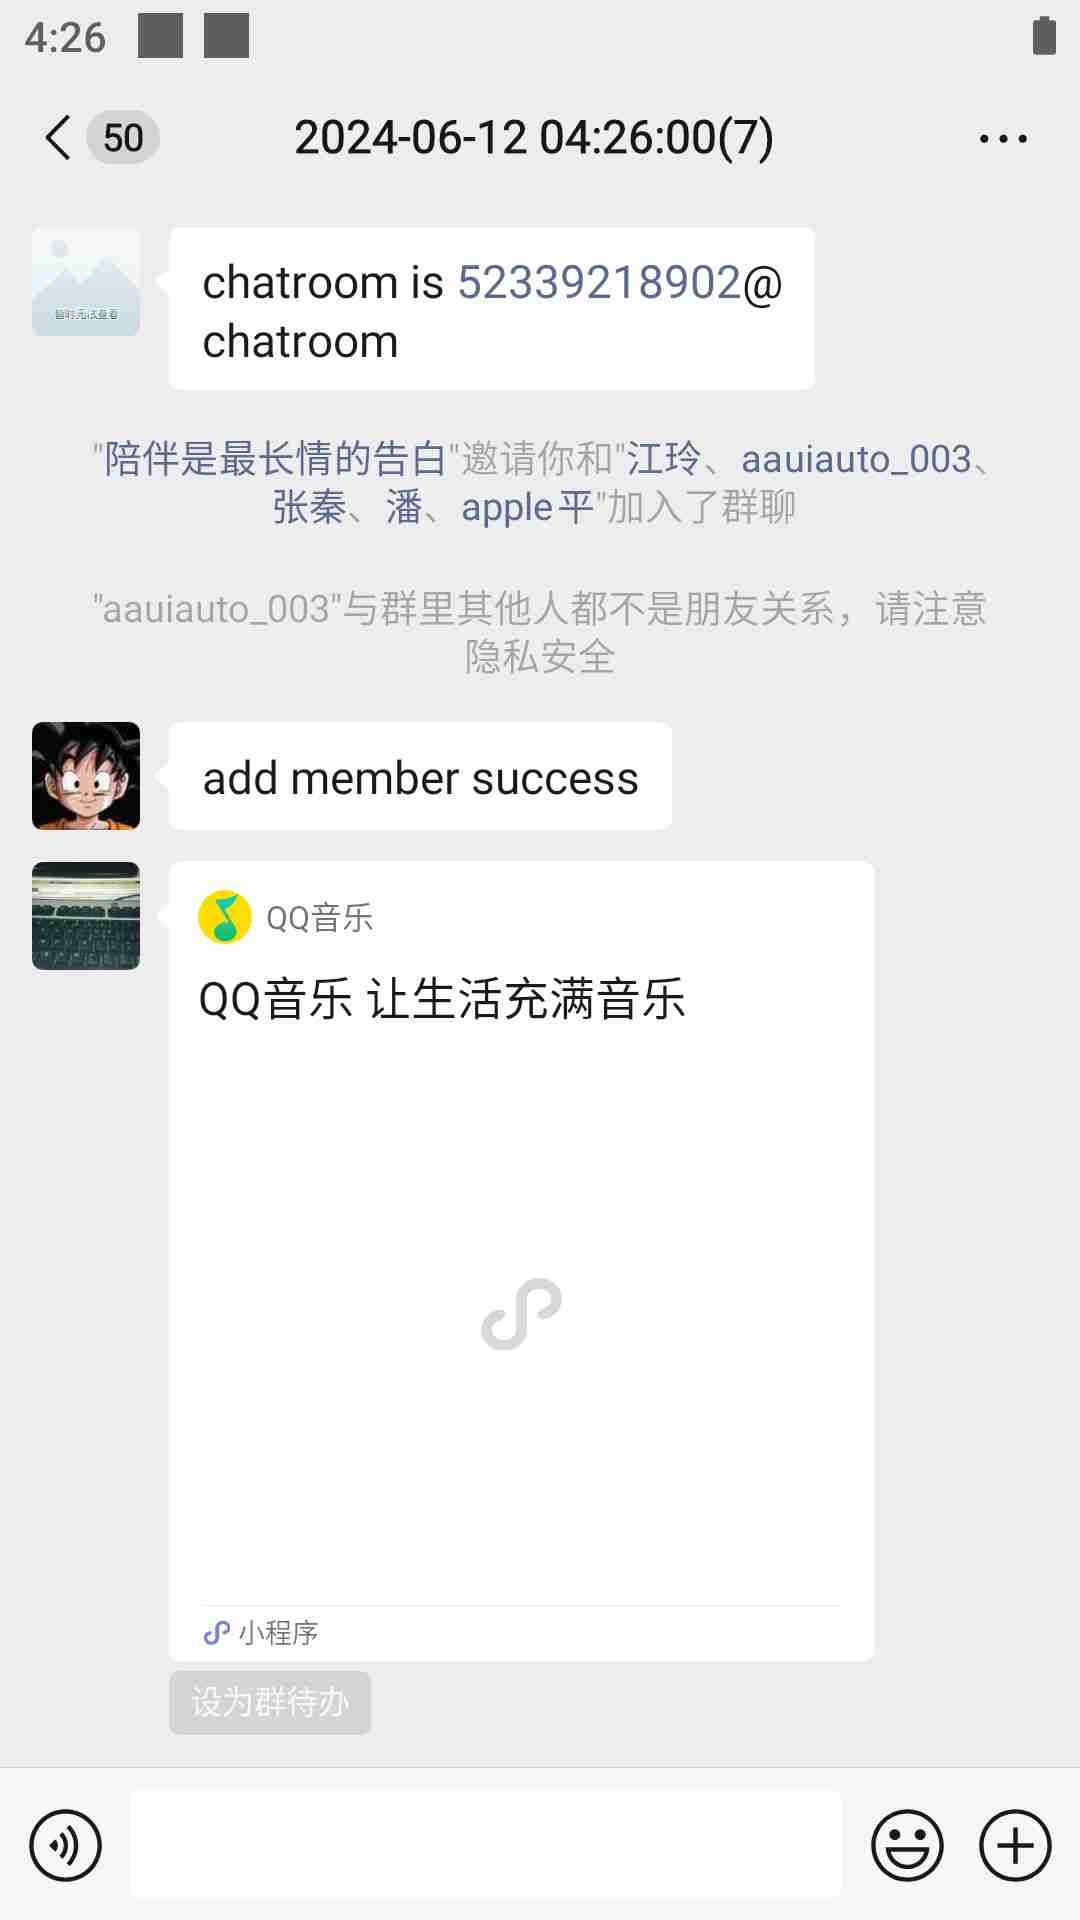 4:26
50
2024-06-12 04:26:00(7)
暂时无法查看
chatroom is 52339218902@
chatroom
"陪伴是最长情的告白"邀请你和"江玲、aauiauto_003、
张秦、潘、apple平"加入了群聊
"aauiauto_003"与群里其他人都不是朋友关系，请注意
隐私安全
add member success
QQ音乐
QQ音乐 让生活充满音乐
小程序
设为群待办